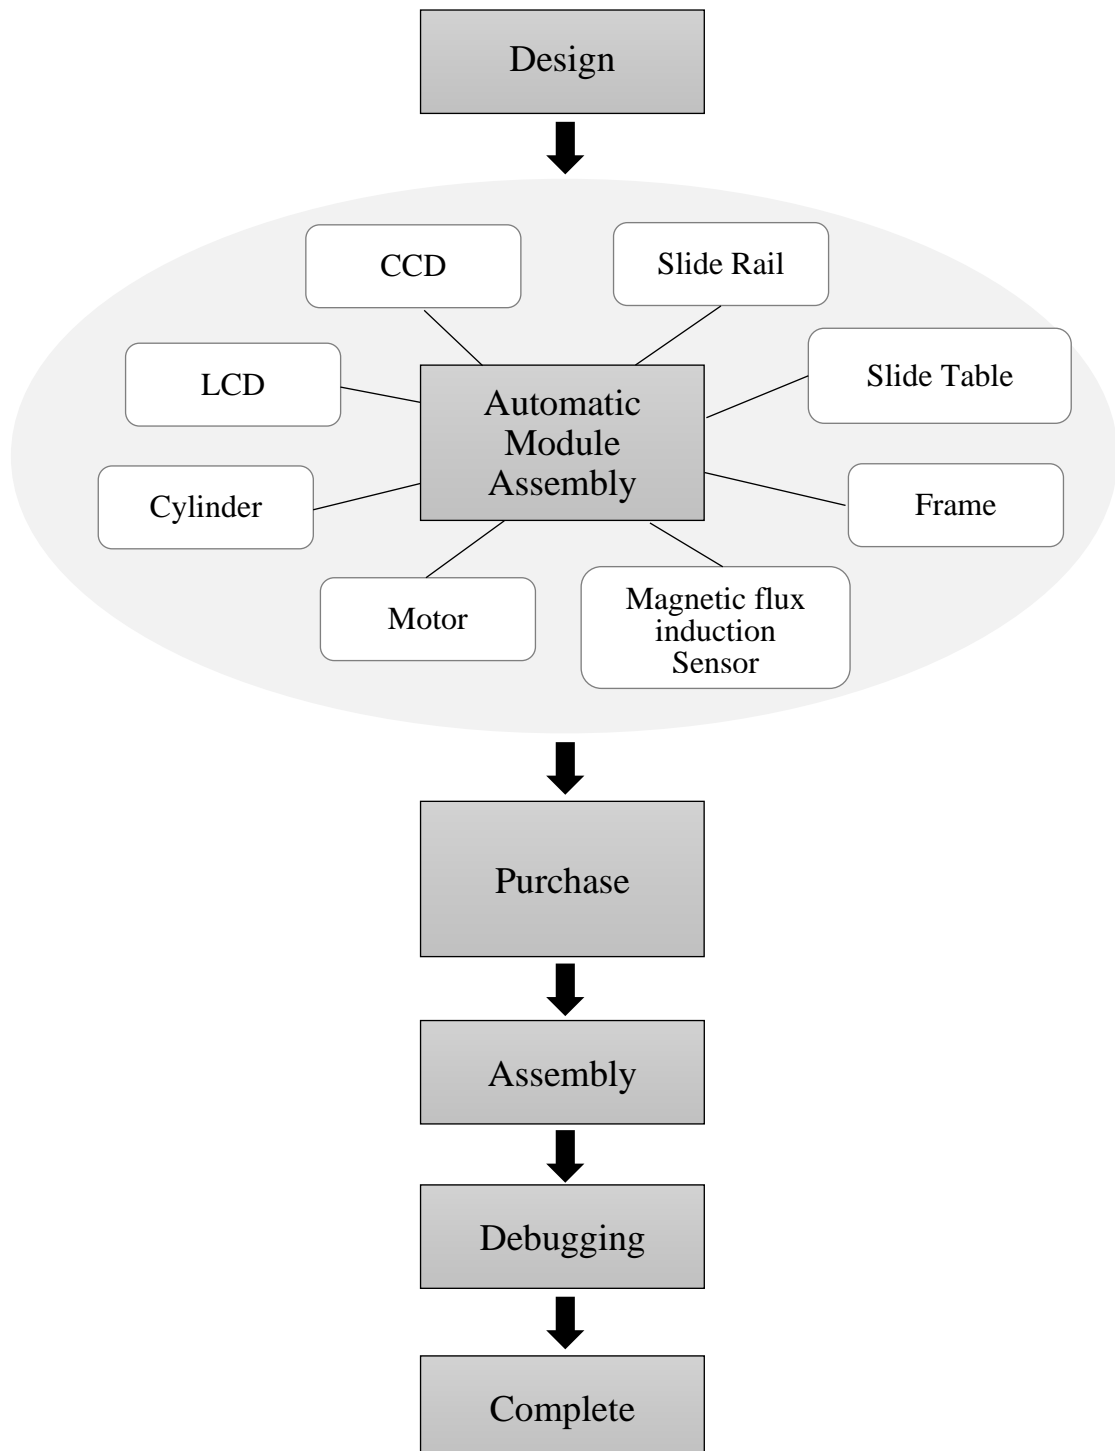 Design
CCD
Slide Rail
LCD
Slide Table
Automatic
Module
Assembly
Cylinder
Frame
Motor
Magnetic flux
induction
Sensor
Purchase
Assembly
Debugging
Complete